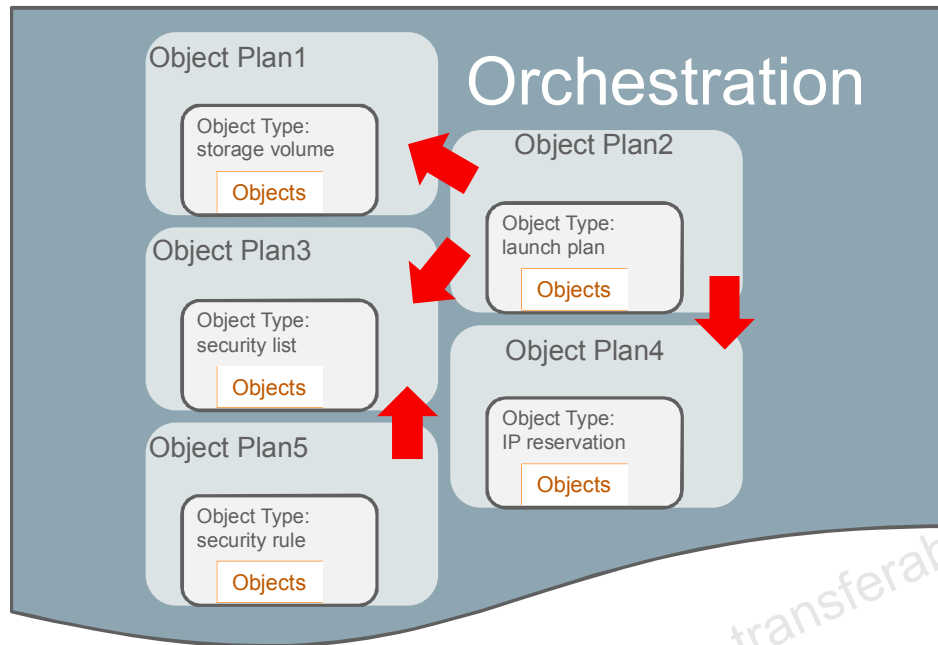 Orchestration
Object Plan1
Object Type:
storage volume
Objects
Object Plan2
Object Type:
launch plan
Objects
Object Plan3
Object Type:
security list
Objects
Object Plan4
Object Type:
IP reservation
Objects
Object Plan5
Object Type:
security rule
Objects